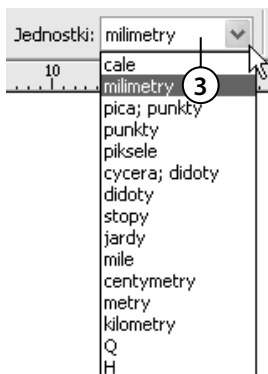 Jednostki: milimetry
10
cale
milimetry
3
pica; punkty
punkty
piksele
cycera; didoty
didoty
stopy
jardy
mile
centymetry
metry
kilometry
Q
H